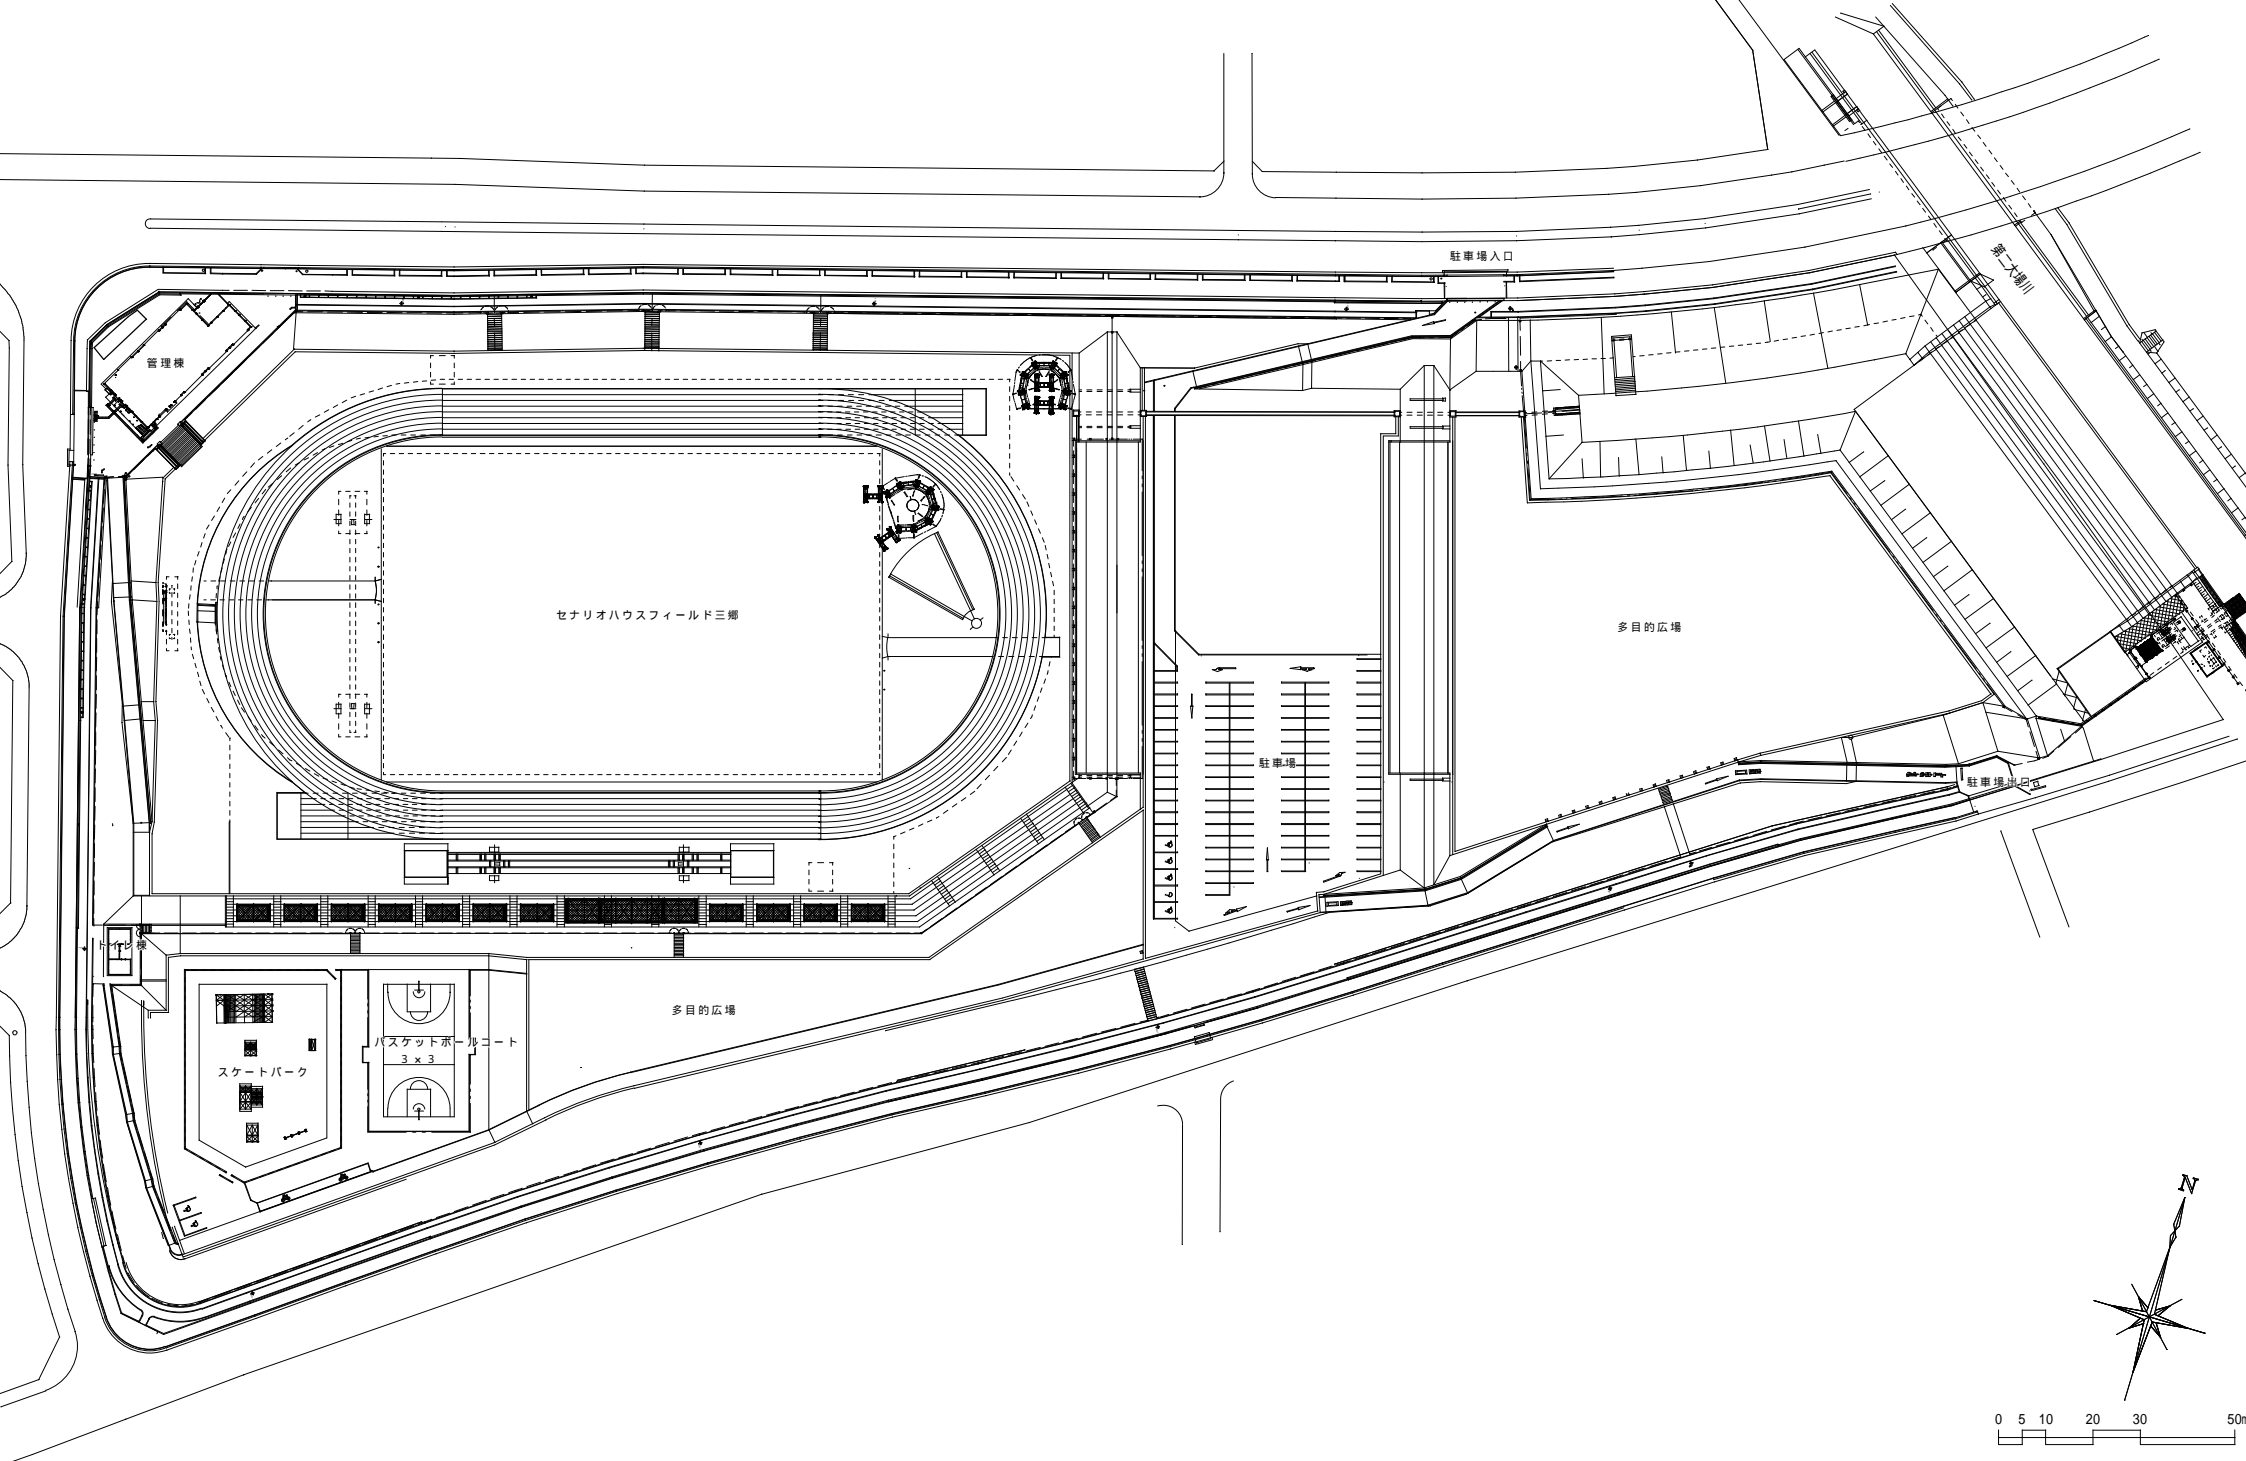 駐車場入口
第二大場川
管理棟
セナリオハウスフィールド三郷
多目的広場
駐車場
駐車場出口
トイレ棟
多目的広場
バスケットボールコート
3×3
スケートパーク
N
0 5 10 20 30 50m